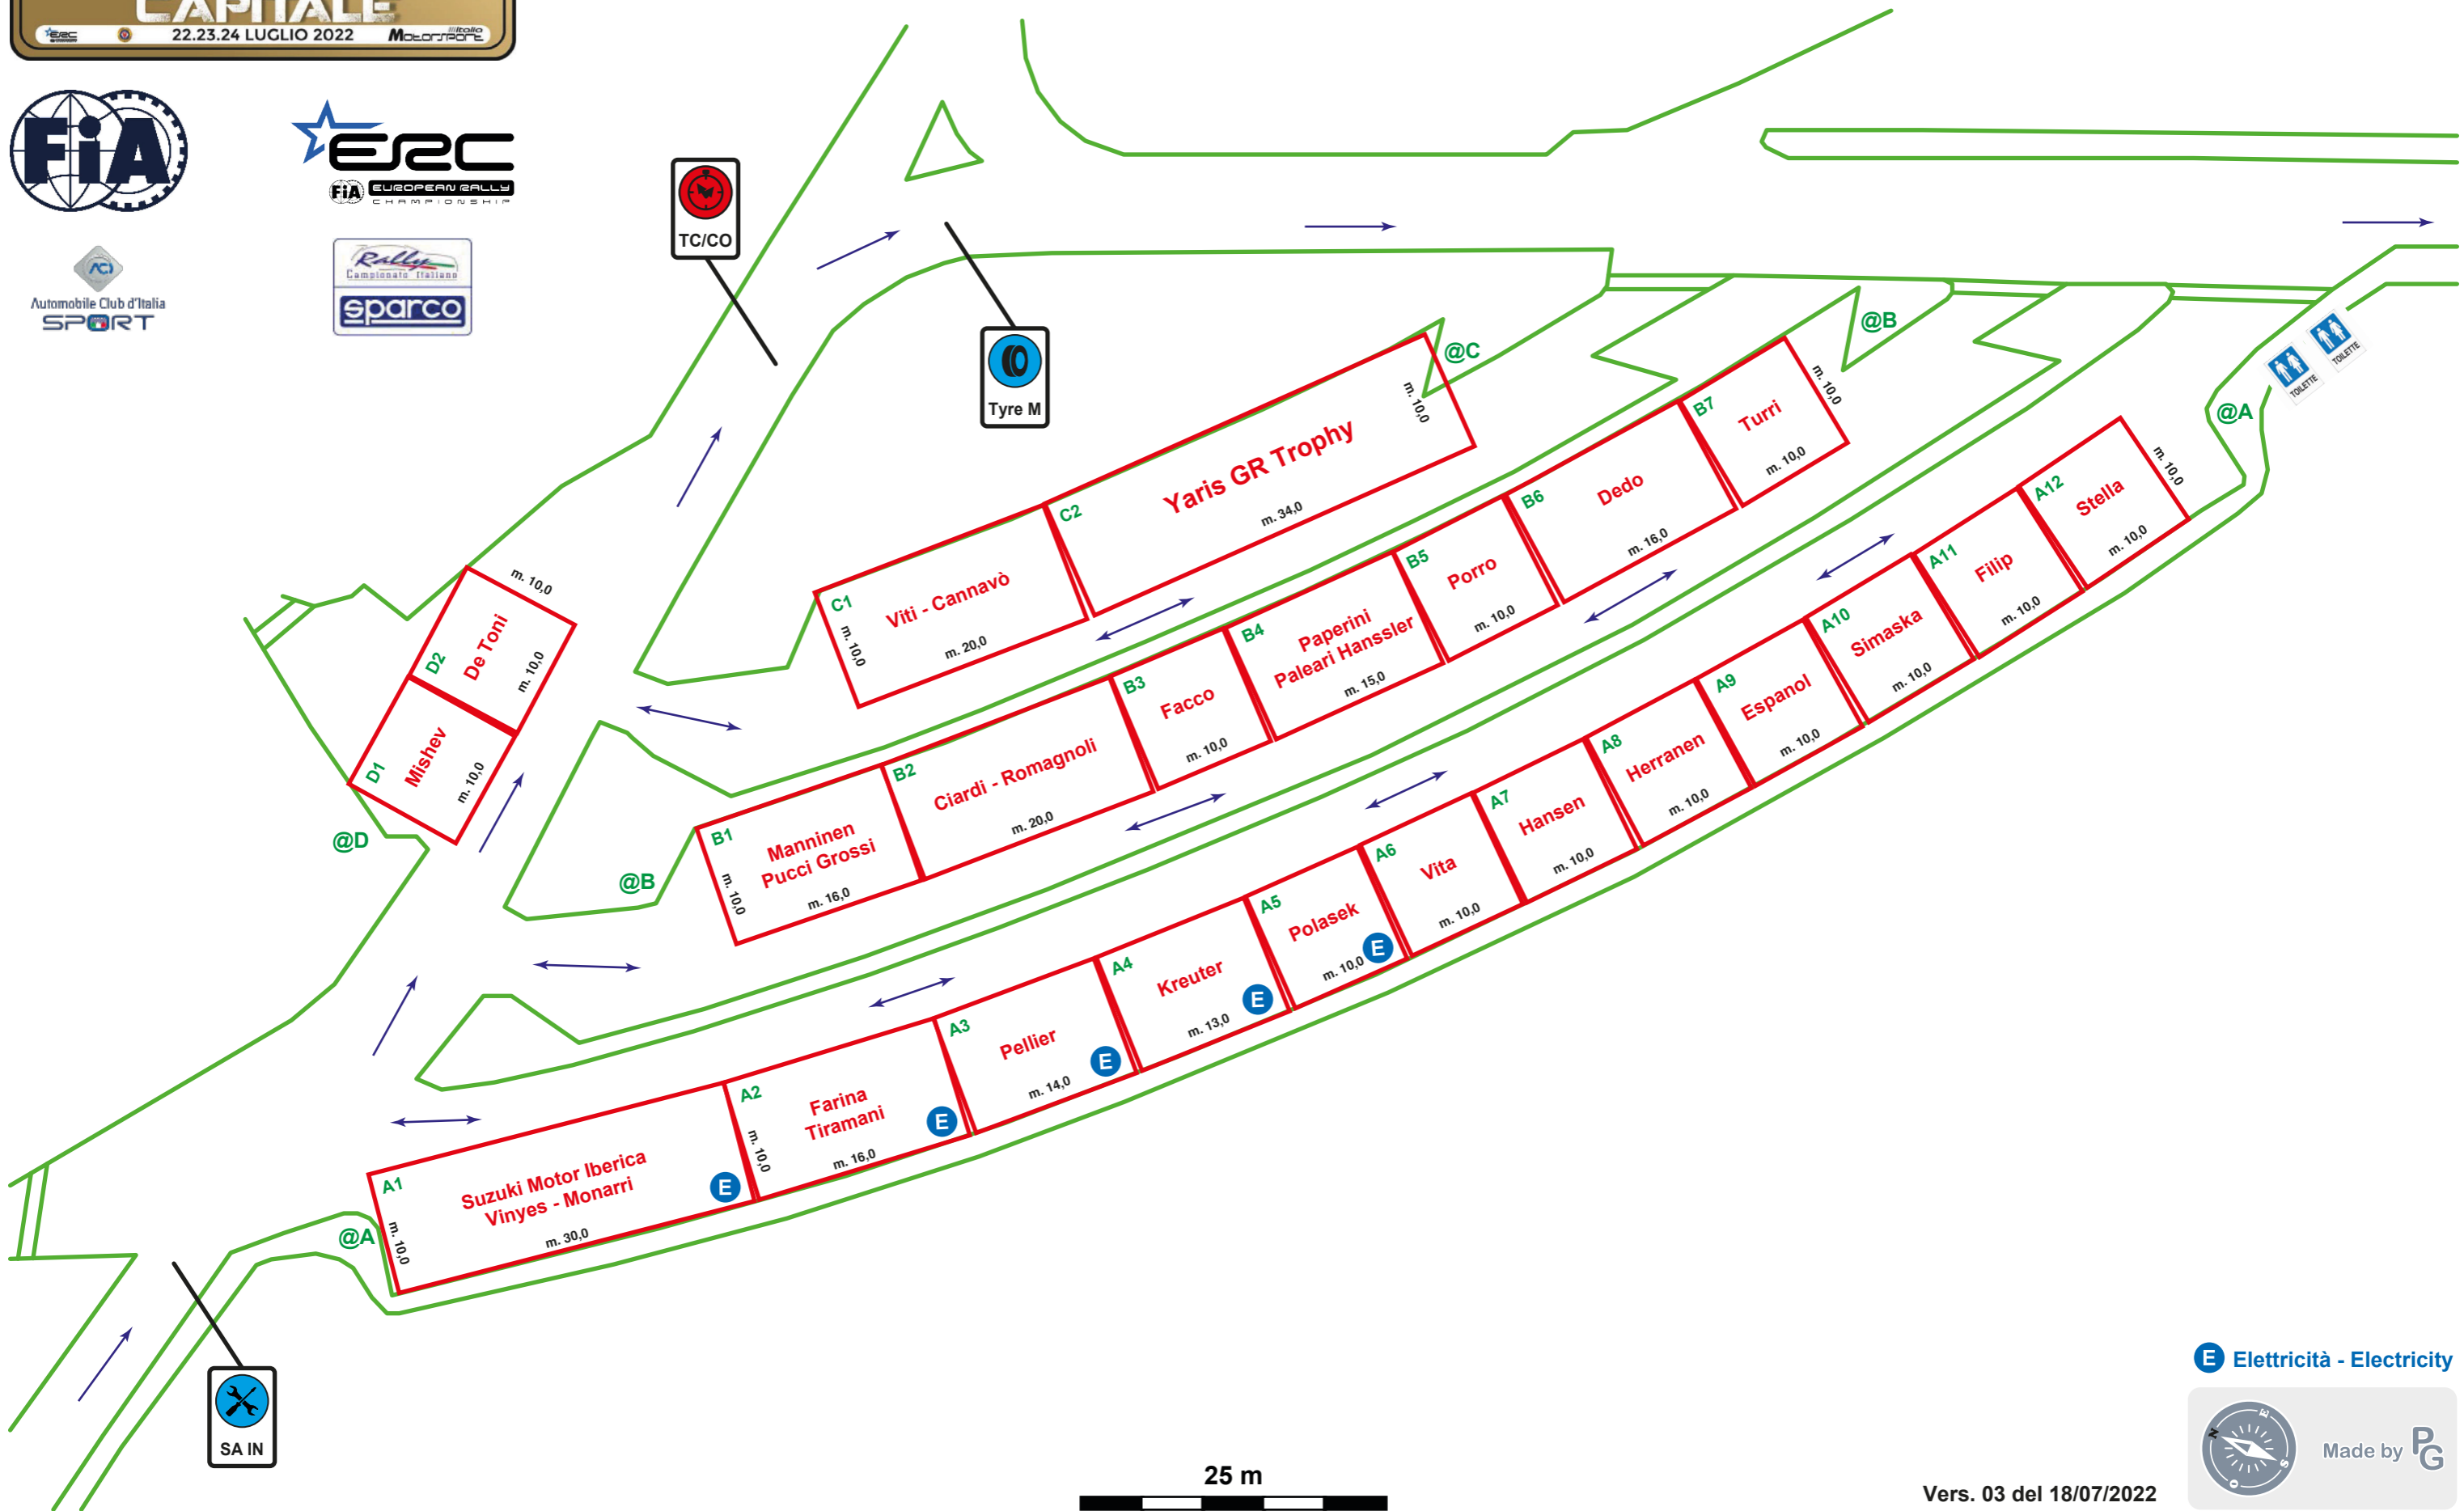 CAPITALE
ERC
22.23.24 LUGLIO 2022
Italia
Motorsport
FiA
ERC
FiA EUROPEAN RALLY
CHAMPIONSHIP
ACI
Automobile Club d'Italia
SPORT
Rally
Campionato Italiano
sparco
TC/CO
Tyre M
@C
@B
@A
TOILETTE
TOILETTE
C1
Viti - Cannavò
m. 10,0
m. 20,0
C2
Yaris GR Trophy
m. 10,0
m. 34,0
D2
De Toni
m. 10,0
m. 10,0
D1
Mishev
m. 10,0
@D
B1
Manninen
Pucci Grossi
m. 10,0
m. 16,0
@B
B2
Ciardi - Romagnoli
m. 20,0
B3
Facco
m. 10,0
B4
Paperini
Paleari Hanssler
m. 15,0
B5
Porro
m. 10,0
B6
Dedo
m. 16,0
B7
Turri
m. 10,0
m. 10,0
A1
Suzuki Motor Iberica
Vinyes - Monarri
m. 10,0
m. 30,0
E
@A
A2
Farina
Tiramani
m. 10,0
m. 16,0
E
A3
Pellier
m. 14,0
E
A4
Kreuter
m. 13,0
E
A5
Polasek
m. 10,0
E
A6
Vita
m. 10,0
A7
Hansen
m. 10,0
A8
Herranen
m. 10,0
A9
Espanol
m. 10,0
A10
Simaska
m. 10,0
A11
Filip
m. 10,0
A12
Stella
m. 10,0
m. 10,0
SA IN
25 m
E Elettricità - Electricity
N
E
S
O
Made by PG
Vers. 03 del 18/07/2022